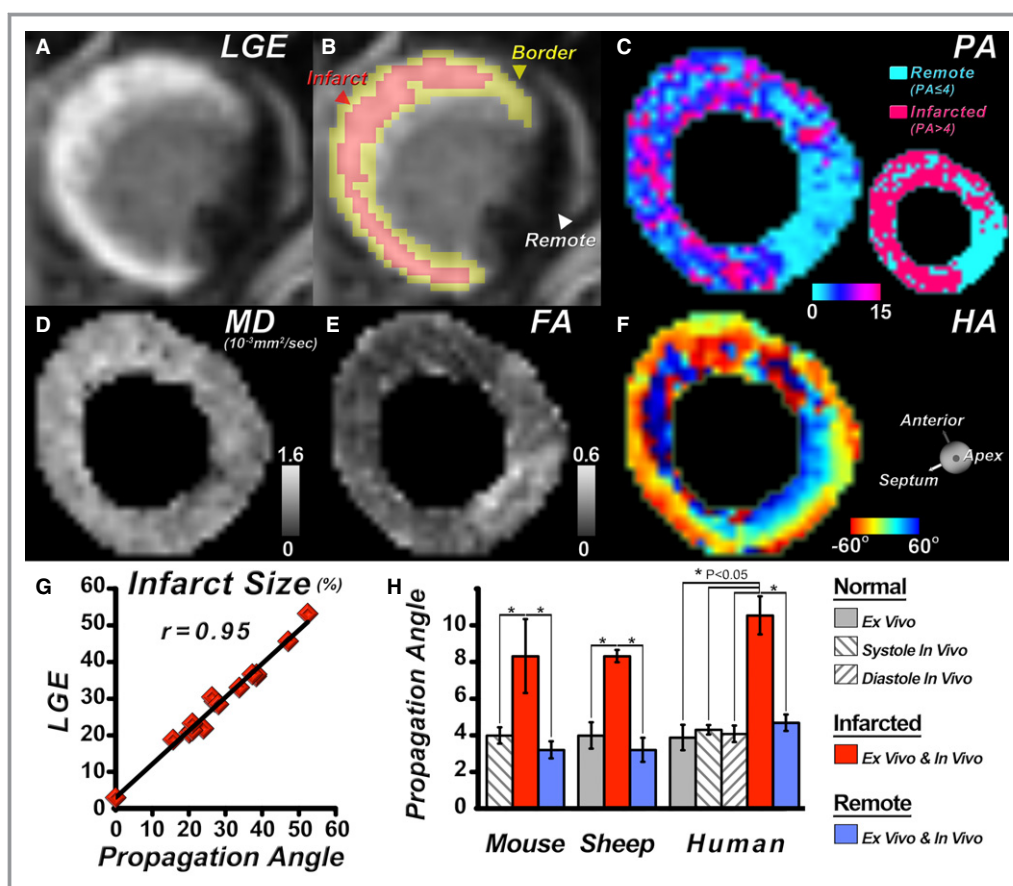 A
LGE
B
Border
Infarct
Remote
C
PA
Remote
(PA≤4)
Infarcted
(PA>4)
0 15
D
MD
(10⁻³mm²/sec)
1.6
0
E
FA
0.6
0
F
HA
Anterior
Apex
Septum
-60° 60°
G
Infarct Size (%)
r=0.95
LGE
60
50
40
30
20
10
0
0 10 20 30 40 50 60
Propagation Angle
H
* P<0.05
* * * * *
Propagation Angle
10
8
6
4
2
0
Mouse Sheep Human
Normal
Ex Vivo
Systole In Vivo
Diastole In Vivo
Infarcted
Ex Vivo & In Vivo
Remote
Ex Vivo & In Vivo